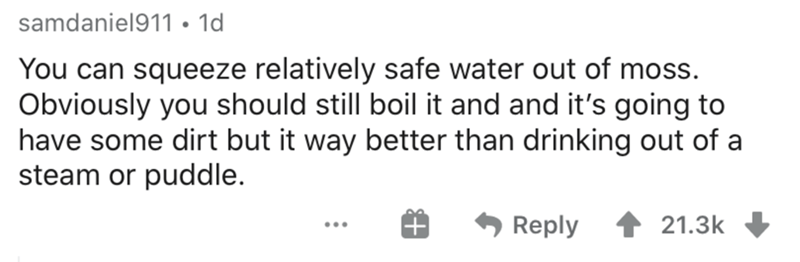 samdaniel911 • 1d
You can squeeze relatively safe water out of moss.
Obviously you should still boil it and and it's going to
have some dirt but it way better than drinking out of a
steam or puddle.
... Reply 21.3k